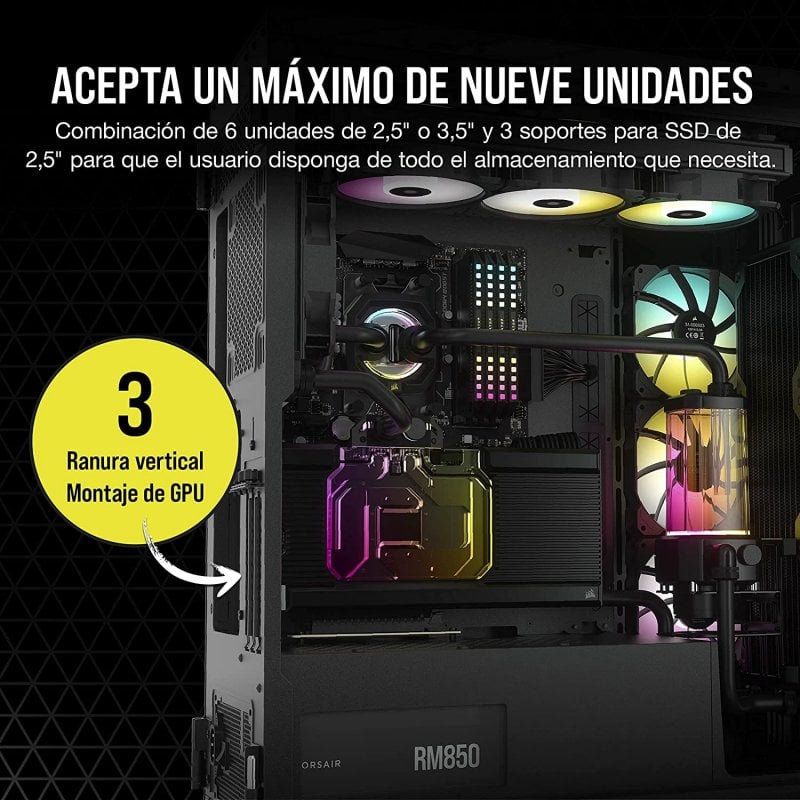 ACEPTA UN MÁXIMO DE NUEVE UNIDADES
Combinación de 6 unidades de 2,5" o 3,5" y 3 soportes para SSD de
2,5" para que el usuario disponga de todo el almacenamiento que necesita.
3
Ranura vertical
Montaje de GPU
ORSAIR
RM850